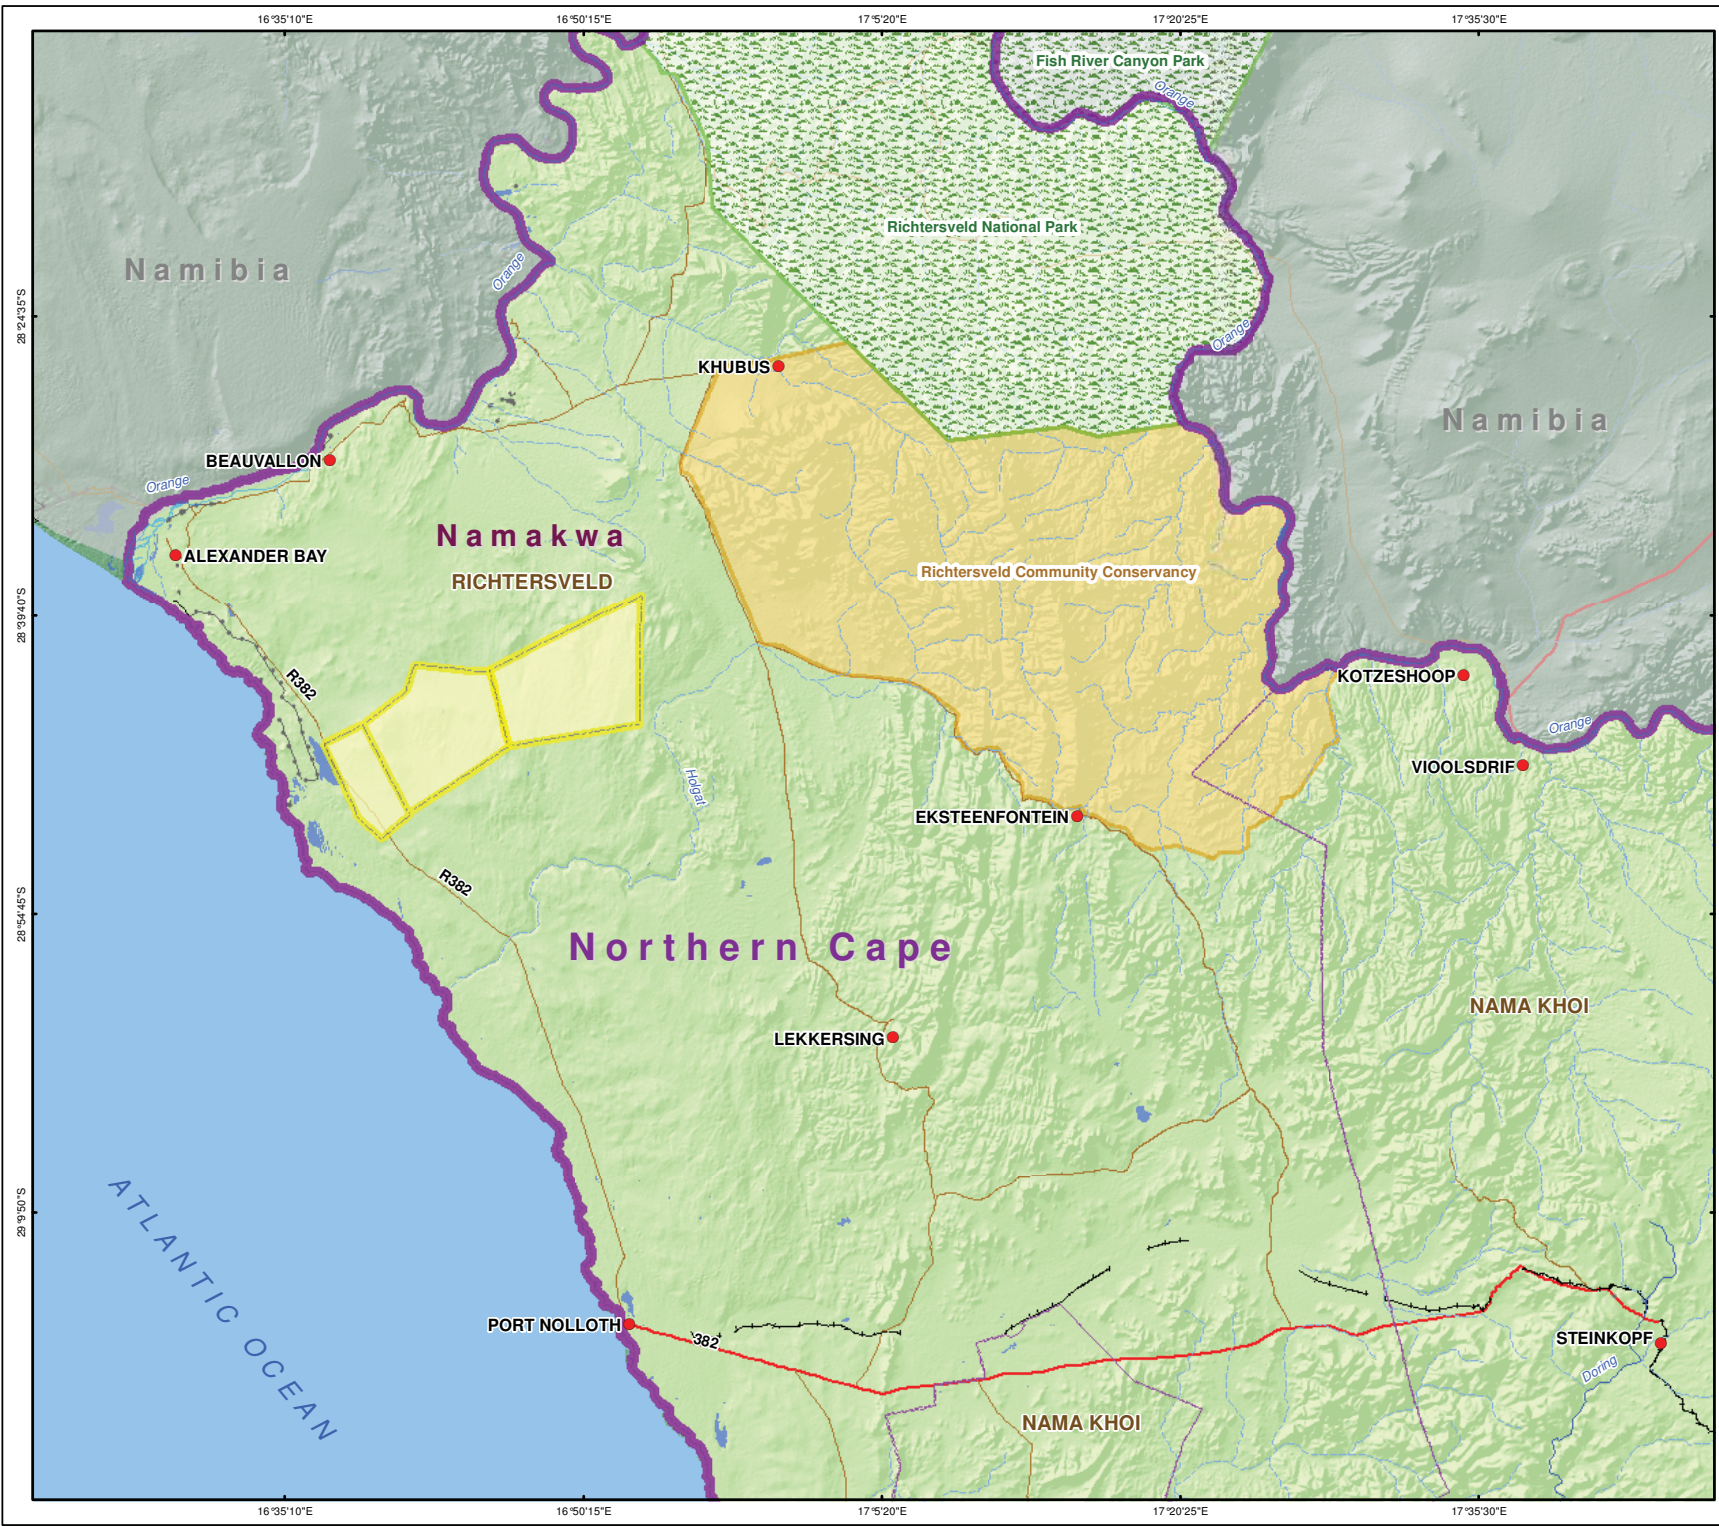 16°35'10"E
16°50'15"E
17°5'20"E
17°20'25"E
17°35'30"E
Fish River Canyon Park
Orange
Richtersveld National Park
Namibia
Orange
28°24'35"S
Orange
KHUBUS
Namibia
BEAUVALLON
Orange
Namakwa
ALEXANDER BAY
Richtersveld Community Conservancy
RICHTERSVELD
28°39'40"S
R382
KOTZESHOOP
Orange
VIOOLSDRIF
Holgat
EKSTEENFONTEIN
R382
28°54'45"S
Northern Cape
NAMA KHOI
LEKKERSING
29°9'50"S
ATLANTIC OCEAN
PORT NOLLOTH
382
STEINKOPF
Doring
NAMA KHOI
16°35'10"E
16°50'15"E
17°5'20"E
17°20'25"E
17°35'30"E